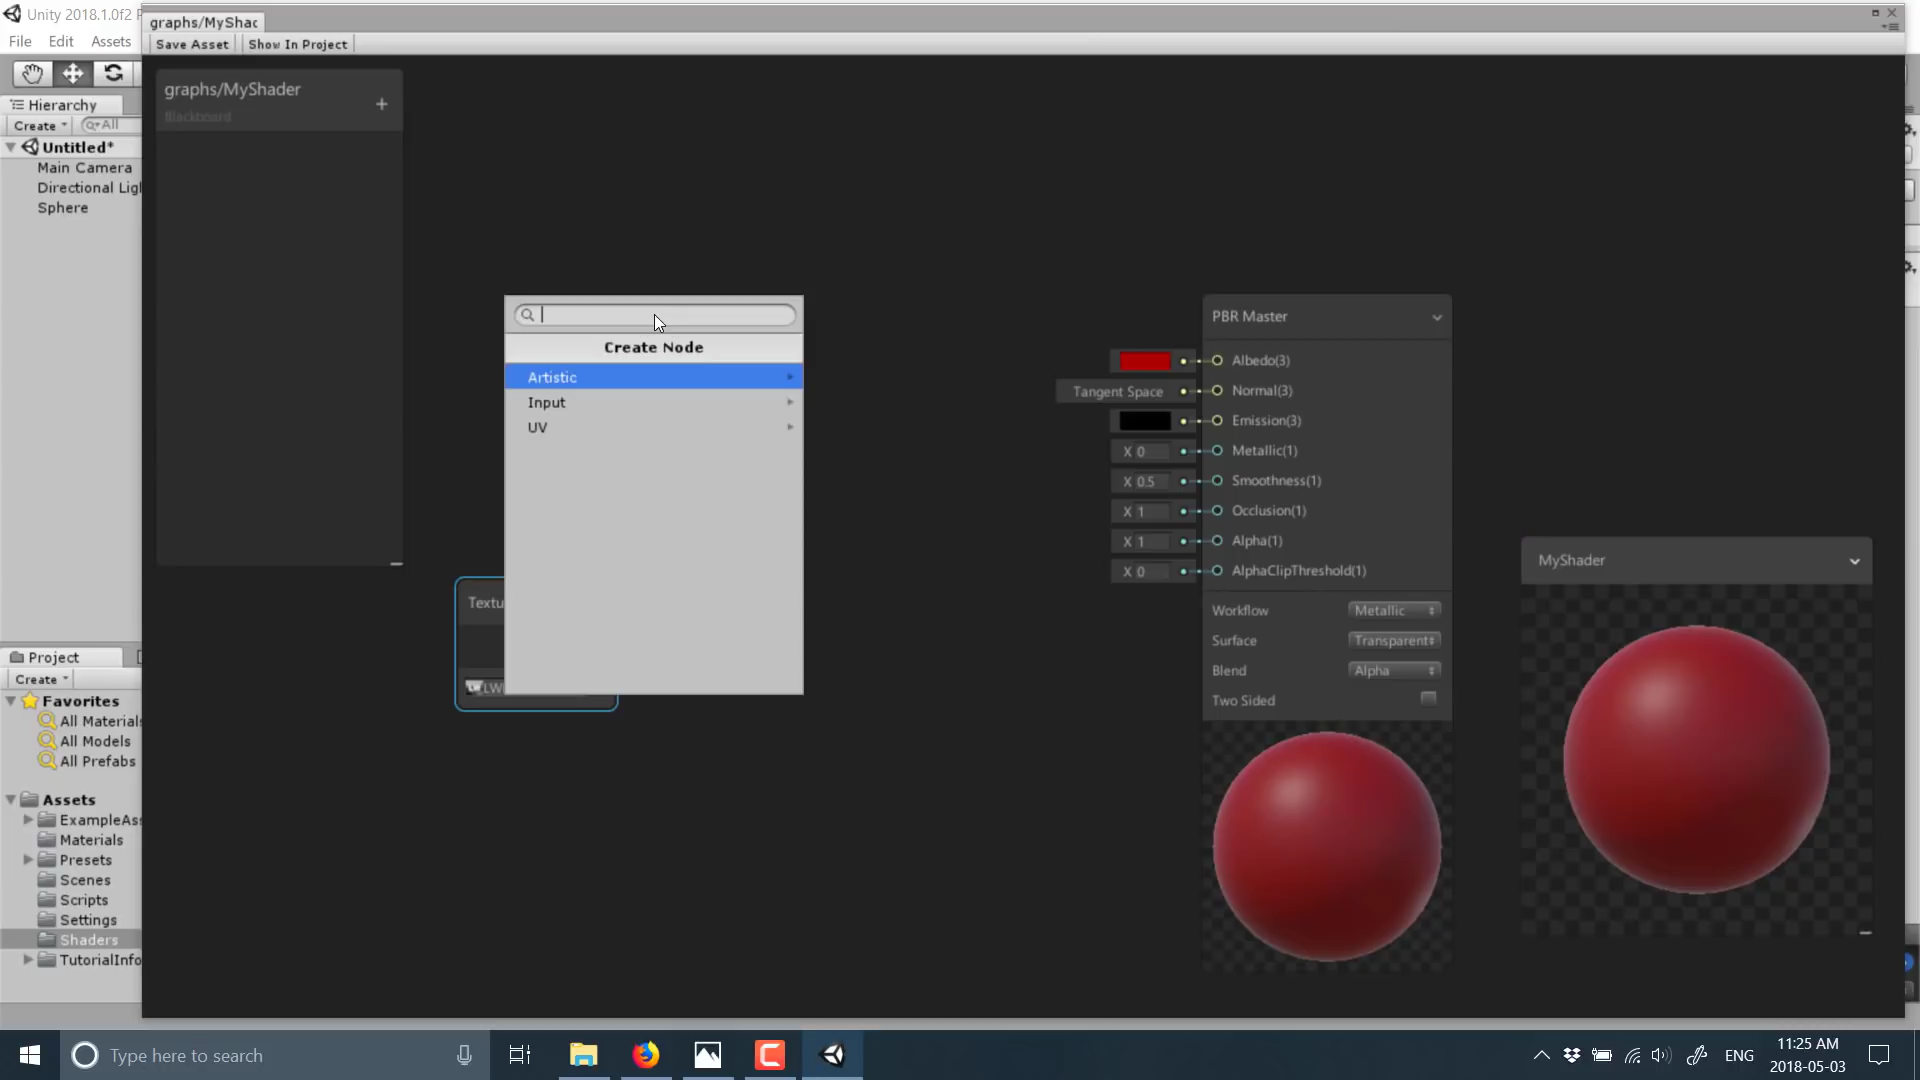 Unity 2018.1.0f2
graphs/MyShad
File Edit Assets
Save Asset Show In Project
graphs/MyShader
Blackboard
Hierarchy
Create All
Untitled*
Main Camera
Directional Ligh
Sphere
Create Node
Artistic
Input
UV
Textu
PBR Master
Albedo(3)
Tangent Space Normal(3)
Emission(3)
X 0 Metallic(1)
X 0.5 Smoothness(1)
X 1 Occlusion(1)
X 1 Alpha(1)
X 0 AlphaClipThreshold(1)
Workflow Metallic
Surface Transparent
Blend Alpha
Two Sided
MyShader
Project
Create
Favorites
All Materials
All Models
All Prefabs
Assets
ExampleAss
Materials
Presets
Scenes
Scripts
Settings
Shaders
TutorialInfo
Type here to search
ENG
11:25 AM
2018-05-03